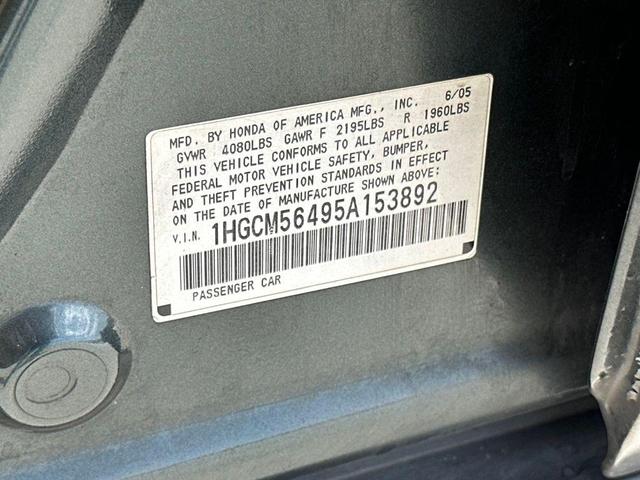 MFD. BY HONDA OF AMERICA MFG., INC. 6/05
GVWR 4080LBS GAWR F 2195LBS R 1960LBS
THIS VEHICLE CONFORMS TO ALL APPLICABLE
FEDERAL MOTOR VEHICLE SAFETY, BUMPER,
AND THEFT PREVENTION STANDARDS IN EFFECT
ON THE DATE OF MANUFACTURE SHOWN ABOVE:
V.I.N. 1HGCM56495A153892
PASSENGER CAR